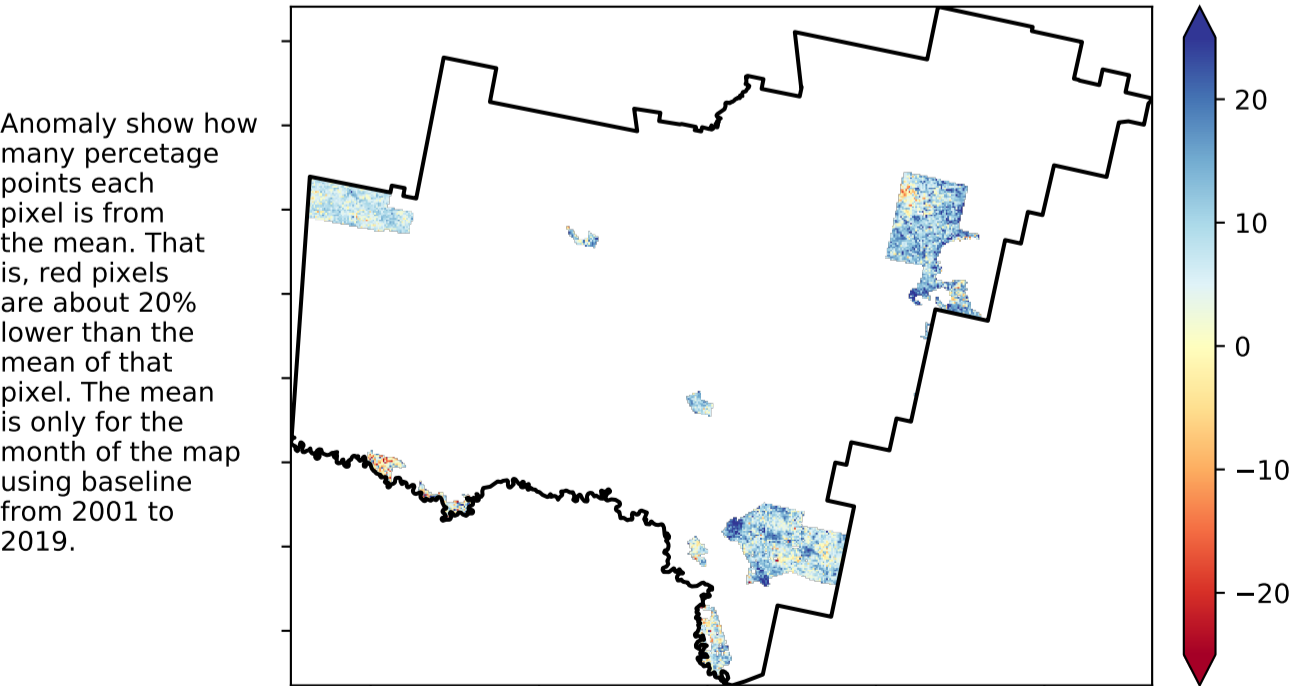 Anomaly show how
many percetage
points each
pixel is from
the mean. That
is, red pixels
are about 20%
lower than the
mean of that
pixel. The mean
is only for the
month of the map
using baseline
from 2001 to
2019.
20
10
0
−10
−20